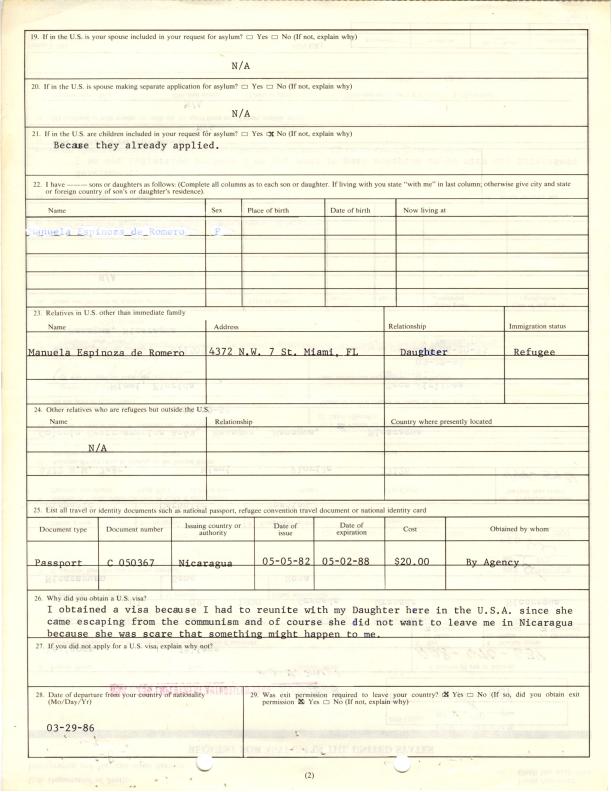 19. If in the U.S. is your spouse included in your request for asylum? ☐ Yes ☐ No (If not, explain why)
N/A
20. If in the U.S. is spouse making separate application for asylum? ☐ Yes ☐ No (If not, explain why)
N/A
21. If in the U.S. are children included in your request for asylum? ☐ Yes ☒ No (If not, explain why)
Becase they already applied.
22. I have ——— sons or daughters as follows: (Complete all columns as to each son or daughter. If living with you state "with me" in last column; otherwise give city and state
or foreign country of son's or daughter's residence).
Name Sex Place of birth Date of birth Now living at
Manuela Espinoza de Romero F
23. Relatives in U.S. other than immediate family
Name Address Relationship Immigration status
Manuela Espinoza de Romero 4372 N.W. 7 St. Miami, FL Daughter Refugee
24. Other relatives who are refugees but outside the U.S.
Name Relationship Country where presently located
N/A
25. List all travel or identity documents such as national passport, refugee convention travel document or national identity card
Document type Document number Issuing country or authority Date of issue Date of expiration Cost Obtained by whom
Passport C 050367 Nicaragua 05-05-82 05-02-88 $20.00 By Agency
26. Why did you obtain a U.S. visa?
I obtained a visa because I had to reunite with my Daughter here in the U.S.A. since she
came escaping from the communism and of course she did not want to leave me in Nicaragua
because she was scare that something might happen to me.
27. If you did not apply for a U.S. visa, explain why not?
28. Date of departure from your country of nationality
(Mo/Day/Yr)
03-29-86
29. Was exit permission required to leave your country? ☒ Yes ☐ No (If so, did you obtain exit
permission ☒ Yes ☐ No (If not, explain why)
(2)